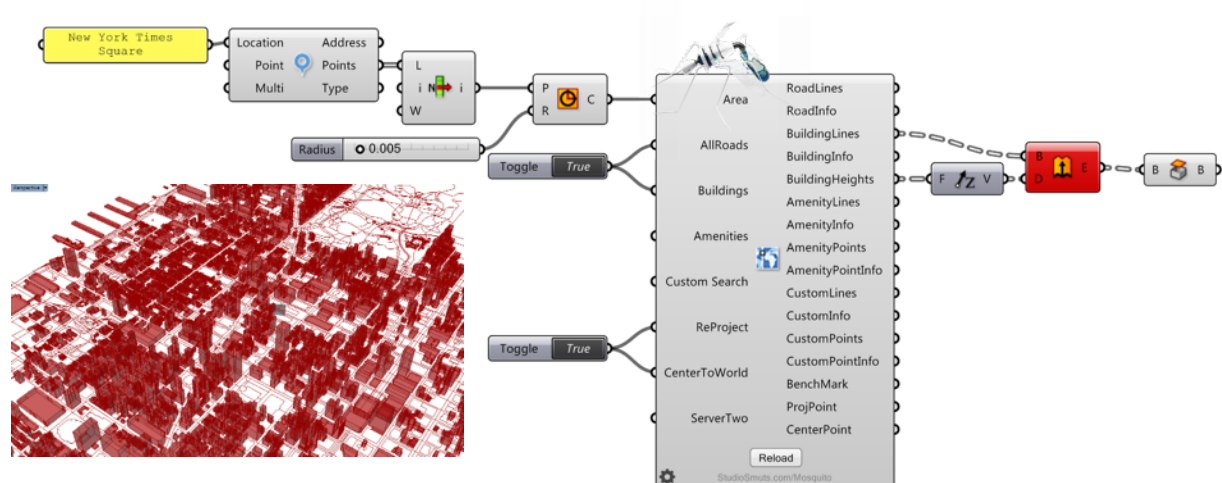 New York Times
Square
Location
Point
Multi
Address
Points
Type
L
i
W
N
i
P
R
C
Radius
0.005
Toggle
True
Toggle
True
Perspective
Area
AllRoads
Buildings
Amenities
Custom Search
ReProject
CenterToWorld
ServerTwo
RoadLines
RoadInfo
BuildingLines
BuildingInfo
BuildingHeights
AmenityLines
AmenityInfo
AmenityPoints
AmenityPointInfo
CustomLines
CustomInfo
CustomPoints
CustomPointInfo
BenchMark
ProjPoint
CenterPoint
Reload
StudioSmuts.com/Mosquito
F
Z
V
B
D
E
B
B